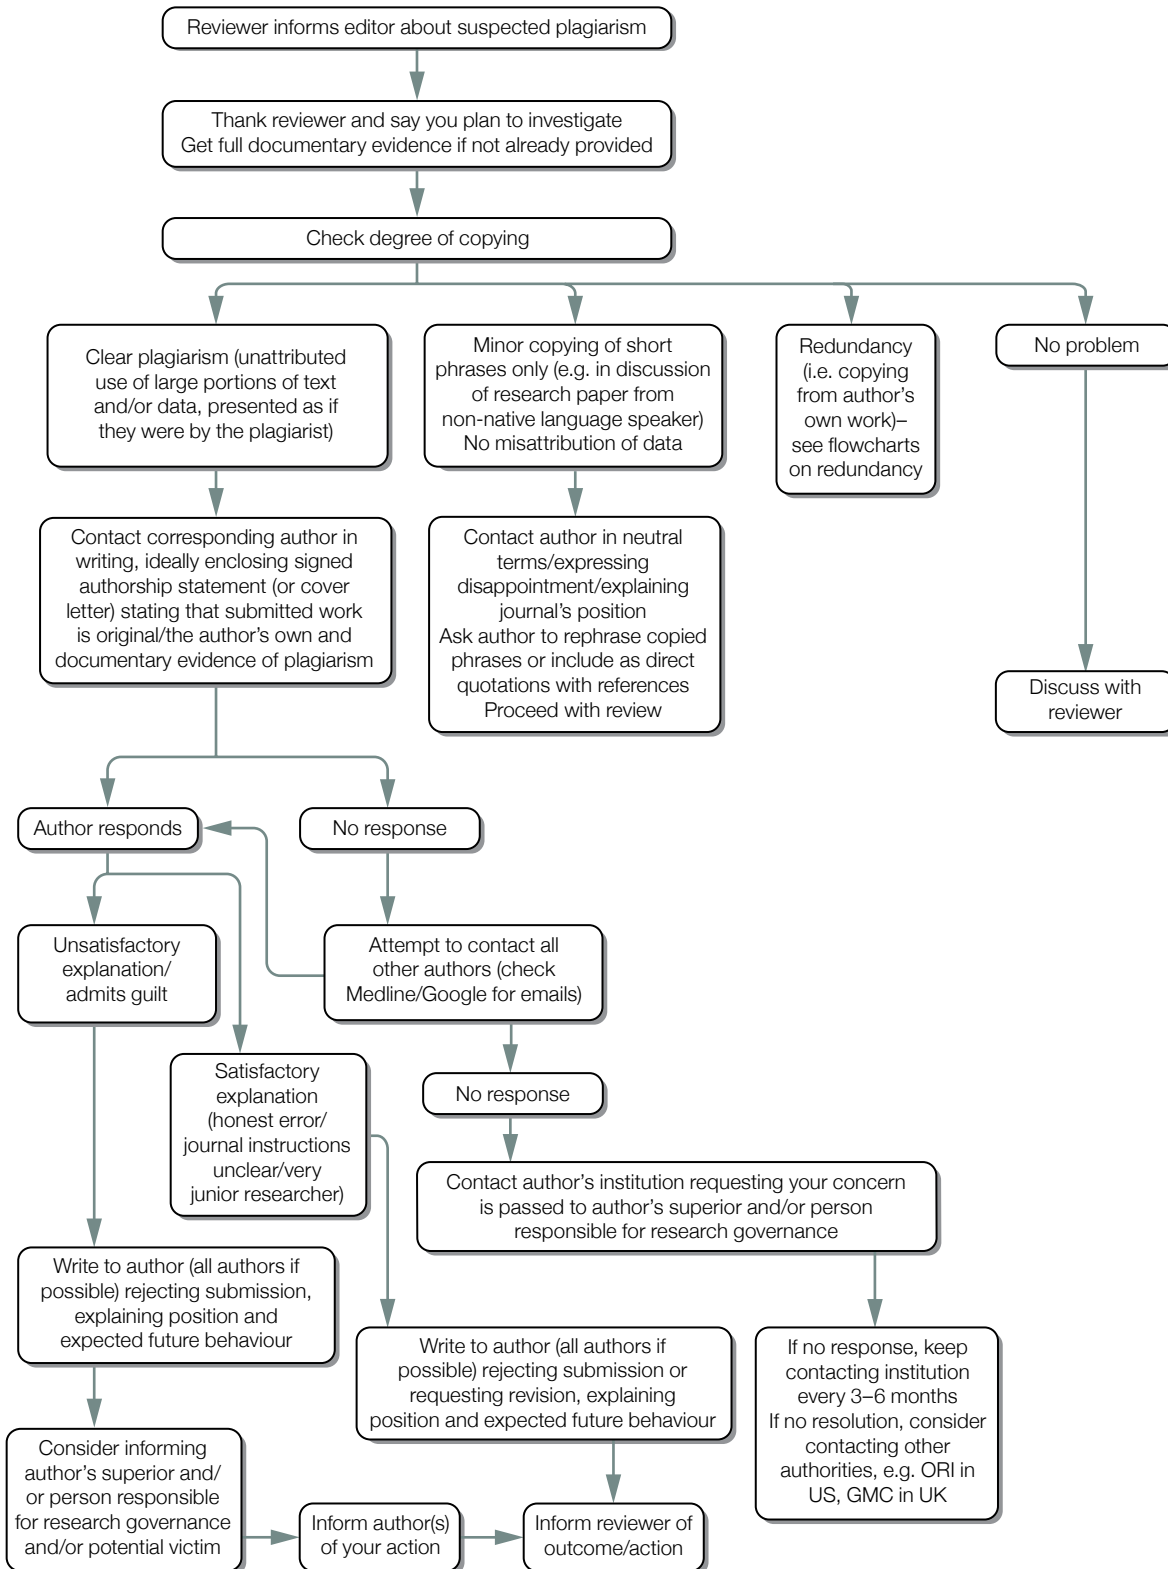 Reviewer informs editor about suspected plagiarism
Thank reviewer and say you plan to investigate
Get full documentary evidence if not already provided
Check degree of copying
Clear plagiarism (unattributed
use of large portions of text
and/or data, presented as if
they were by the plagiarist)
Minor copying of short
phrases only (e.g. in discussion
of research paper from
non-native language speaker)
No misattribution of data
Redundancy
(i.e. copying
from author's
own work)–
see flowcharts
on redundancy
No problem
Contact corresponding author in
writing, ideally enclosing signed
authorship statement (or cover
letter) stating that submitted work
is original/the author's own and
documentary evidence of plagiarism
Contact author in neutral
terms/expressing
disappointment/explaining
journal's position
Ask author to rephrase copied
phrases or include as direct
quotations with references
Proceed with review
Discuss with
reviewer
Author responds
No response
Unsatisfactory
explanation/
admits guilt
Attempt to contact all
other authors (check
Medline/Google for emails)
Satisfactory
explanation
(honest error/
journal instructions
unclear/very
junior researcher)
No response
Contact author's institution requesting your concern
is passed to author's superior and/or person
responsible for research governance
Write to author (all authors if
possible) rejecting submission,
explaining position and
expected future behaviour
Write to author (all authors if
possible) rejecting submission or
requesting revision, explaining
position and expected future behaviour
If no response, keep
contacting institution
every 3–6 months
If no resolution, consider
contacting other
authorities, e.g. ORI in
US, GMC in UK
Consider informing
author's superior and/
or person responsible
for research governance
and/or potential victim
Inform author(s)
of your action
Inform reviewer of
outcome/action